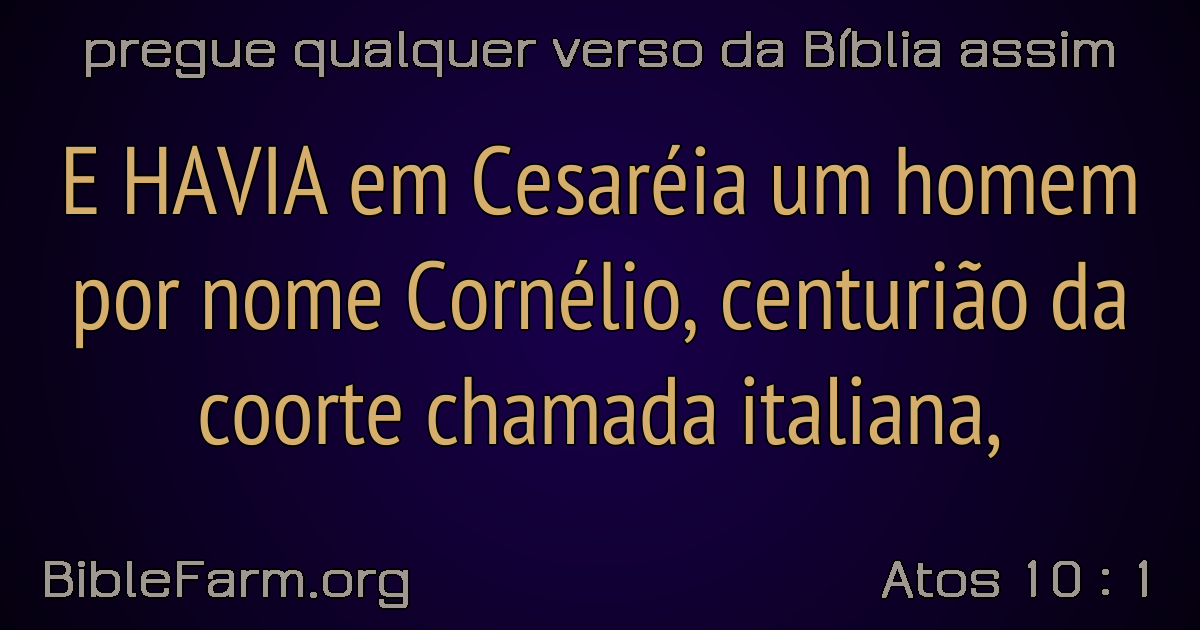 pregue qualquer verso da Bíblia assim
E HAVIA em Cesaréia um homem
por nome Cornélio, centurião da
coorte chamada italiana,
BibleFarm.org
Atos 10 : 1